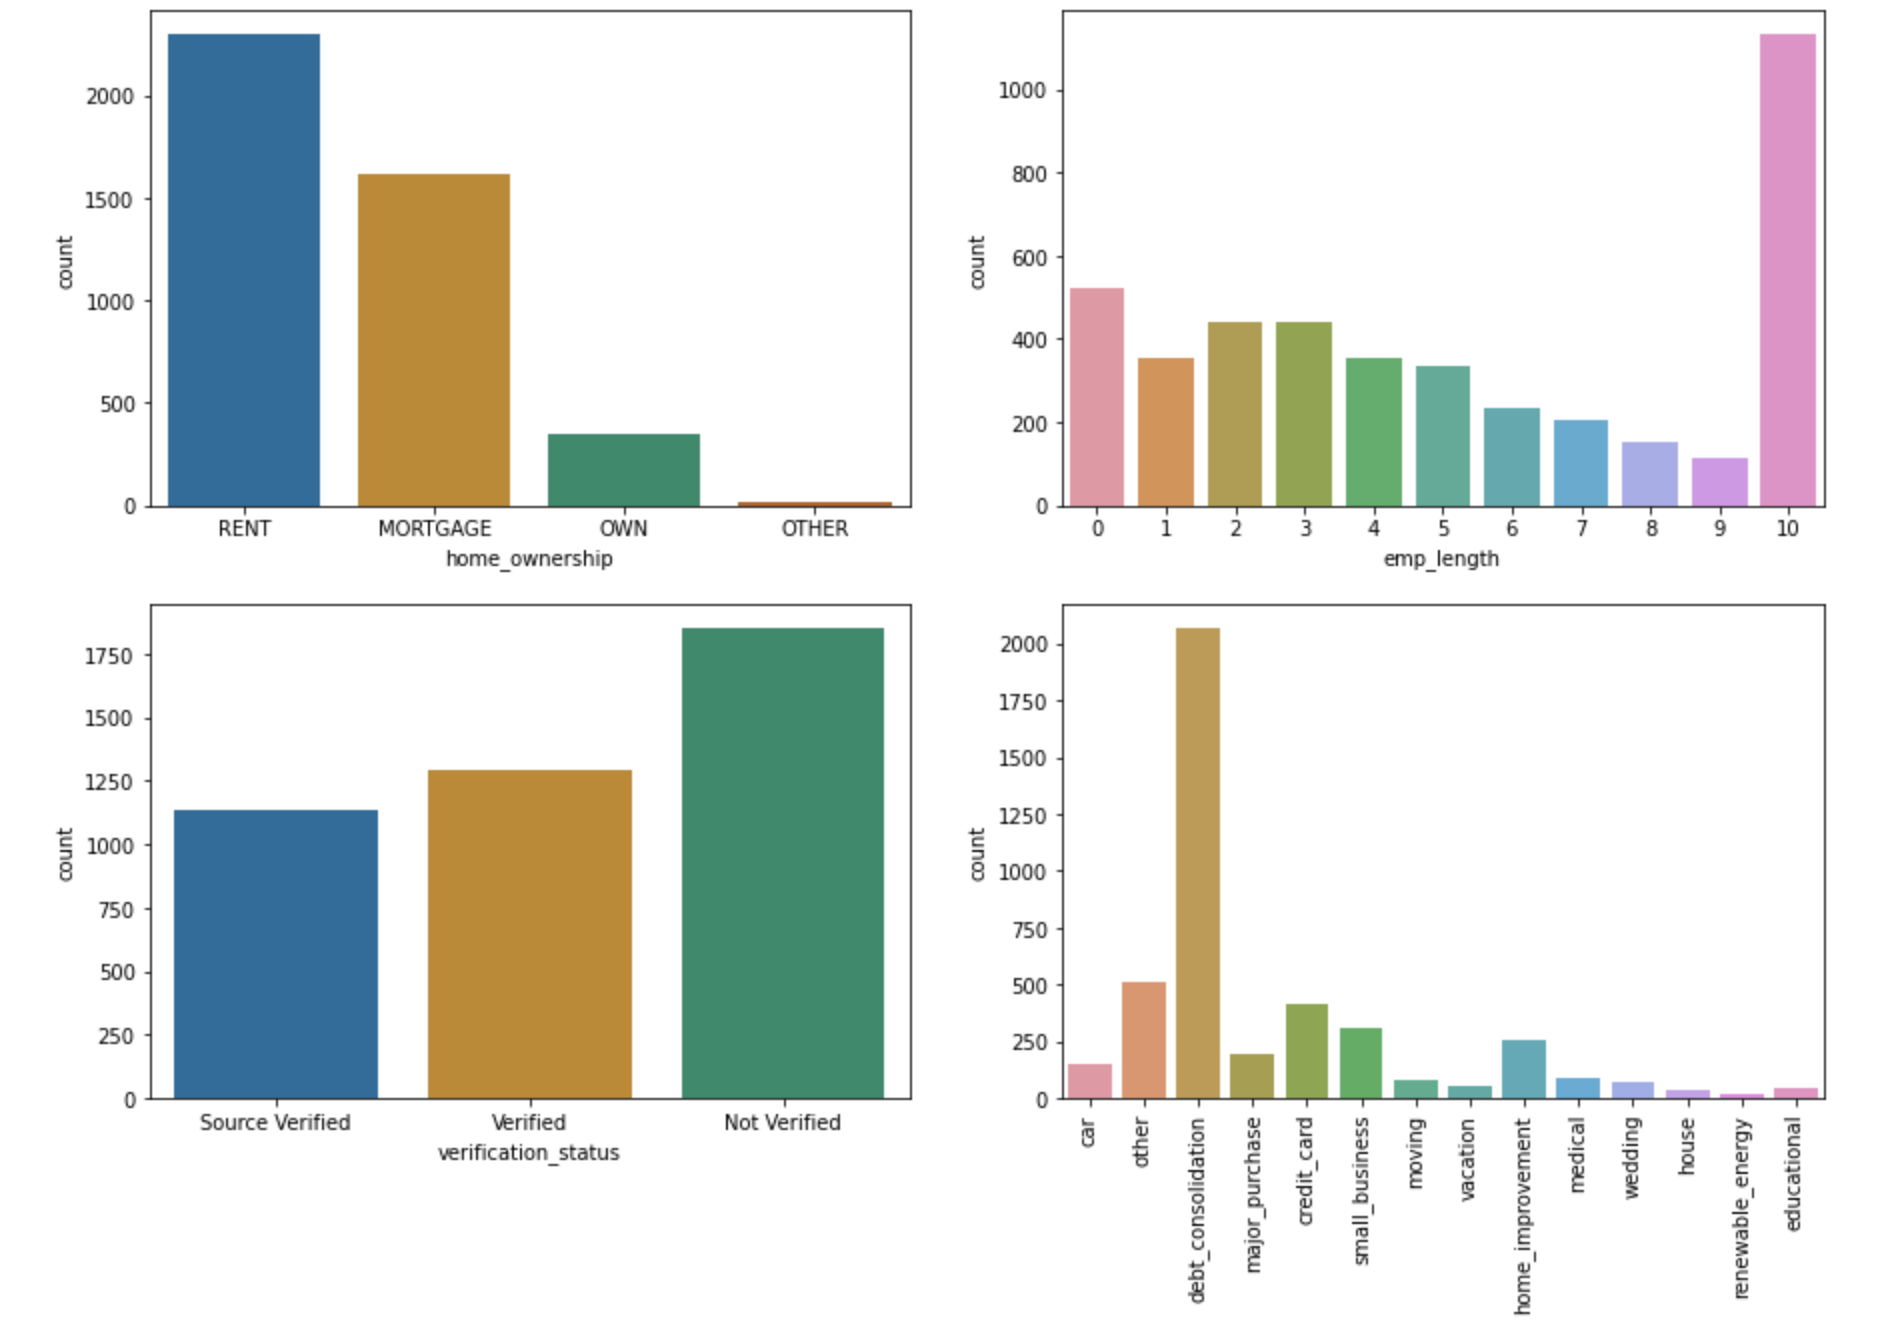 2000
1500
1000
500
0
count
RENT MORTGAGE OWN OTHER
home_ownership
1000
800
600
400
200
0
count
0 1 2 3 4 5 6 7 8 9 10
emp_length
1750
1500
1250
1000
750
500
250
0
count
Source Verified Verified Not Verified
verification_status
2000
1750
1500
1250
1000
750
500
250
0
count
car
other
debt_consolidation
major_purchase
credit_card
small_business
moving
vacation
home_improvement
medical
wedding
house
renewable_energy
educational